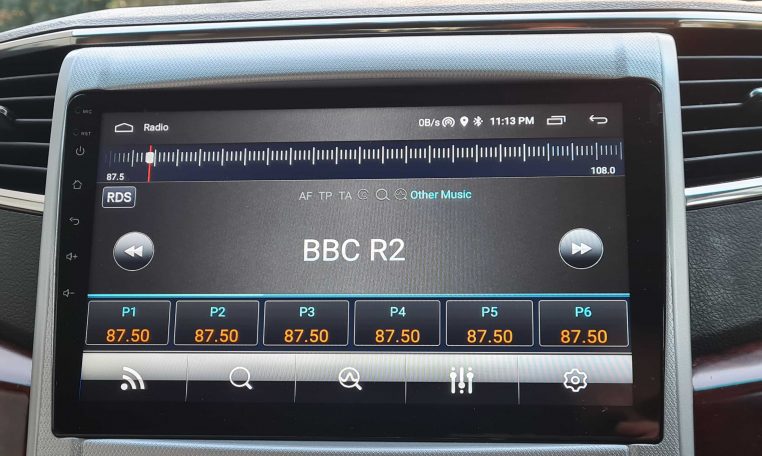 MIC
Radio
0B/s 11:13 PM
RST
87.5 108.0
RDS
AF TP TA Other Music
BBC R2
P1 P2 P3 P4 P5 P6
87.50 87.50 87.50 87.50 87.50 87.50